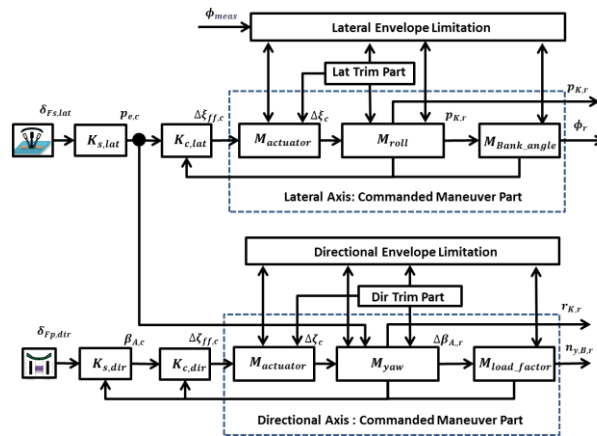 ϕ_meas
Lateral Envelope Limitation
Lat Trim Part
p_K,r
δ_Fs,lat
p_e,c
Δξ_ff,c
Δξ_c
p_K,r
K_s,lat
K_c,lat
M_actuator
M_roll
M_Bank_angle
ϕ_r
Lateral Axis: Commanded Maneuver Part
Directional Envelope Limitation
Dir Trim Part
r_K,r
δ_Fp,dir
β_A,c
Δζ_ff,c
Δζ_c
Δβ_A,r
n_y,B,r
K_s,dir
K_c,dir
M_actuator
M_yaw
M_load_factor
Directional Axis : Commanded Maneuver Part